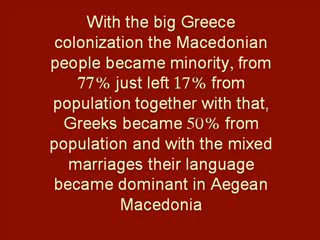 With the big Greece
colonization the Macedonian
people became minority, from
77% just left 17% from
population together with that,
Greeks became 50% from
population and with the mixed
marriages their language
became dominant in Aegean
Macedonia